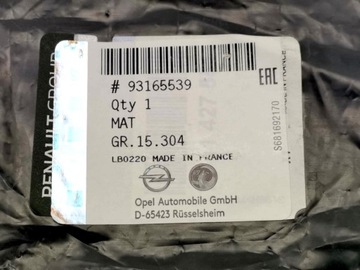 # 93165539
Qty 1
MAT
GR.15.304
LB0220 MADE IN FRANCE
Opel Automobile GmbH
D-65423 Rüsselsheim
EAC
S681692170
RENAULT GROUP